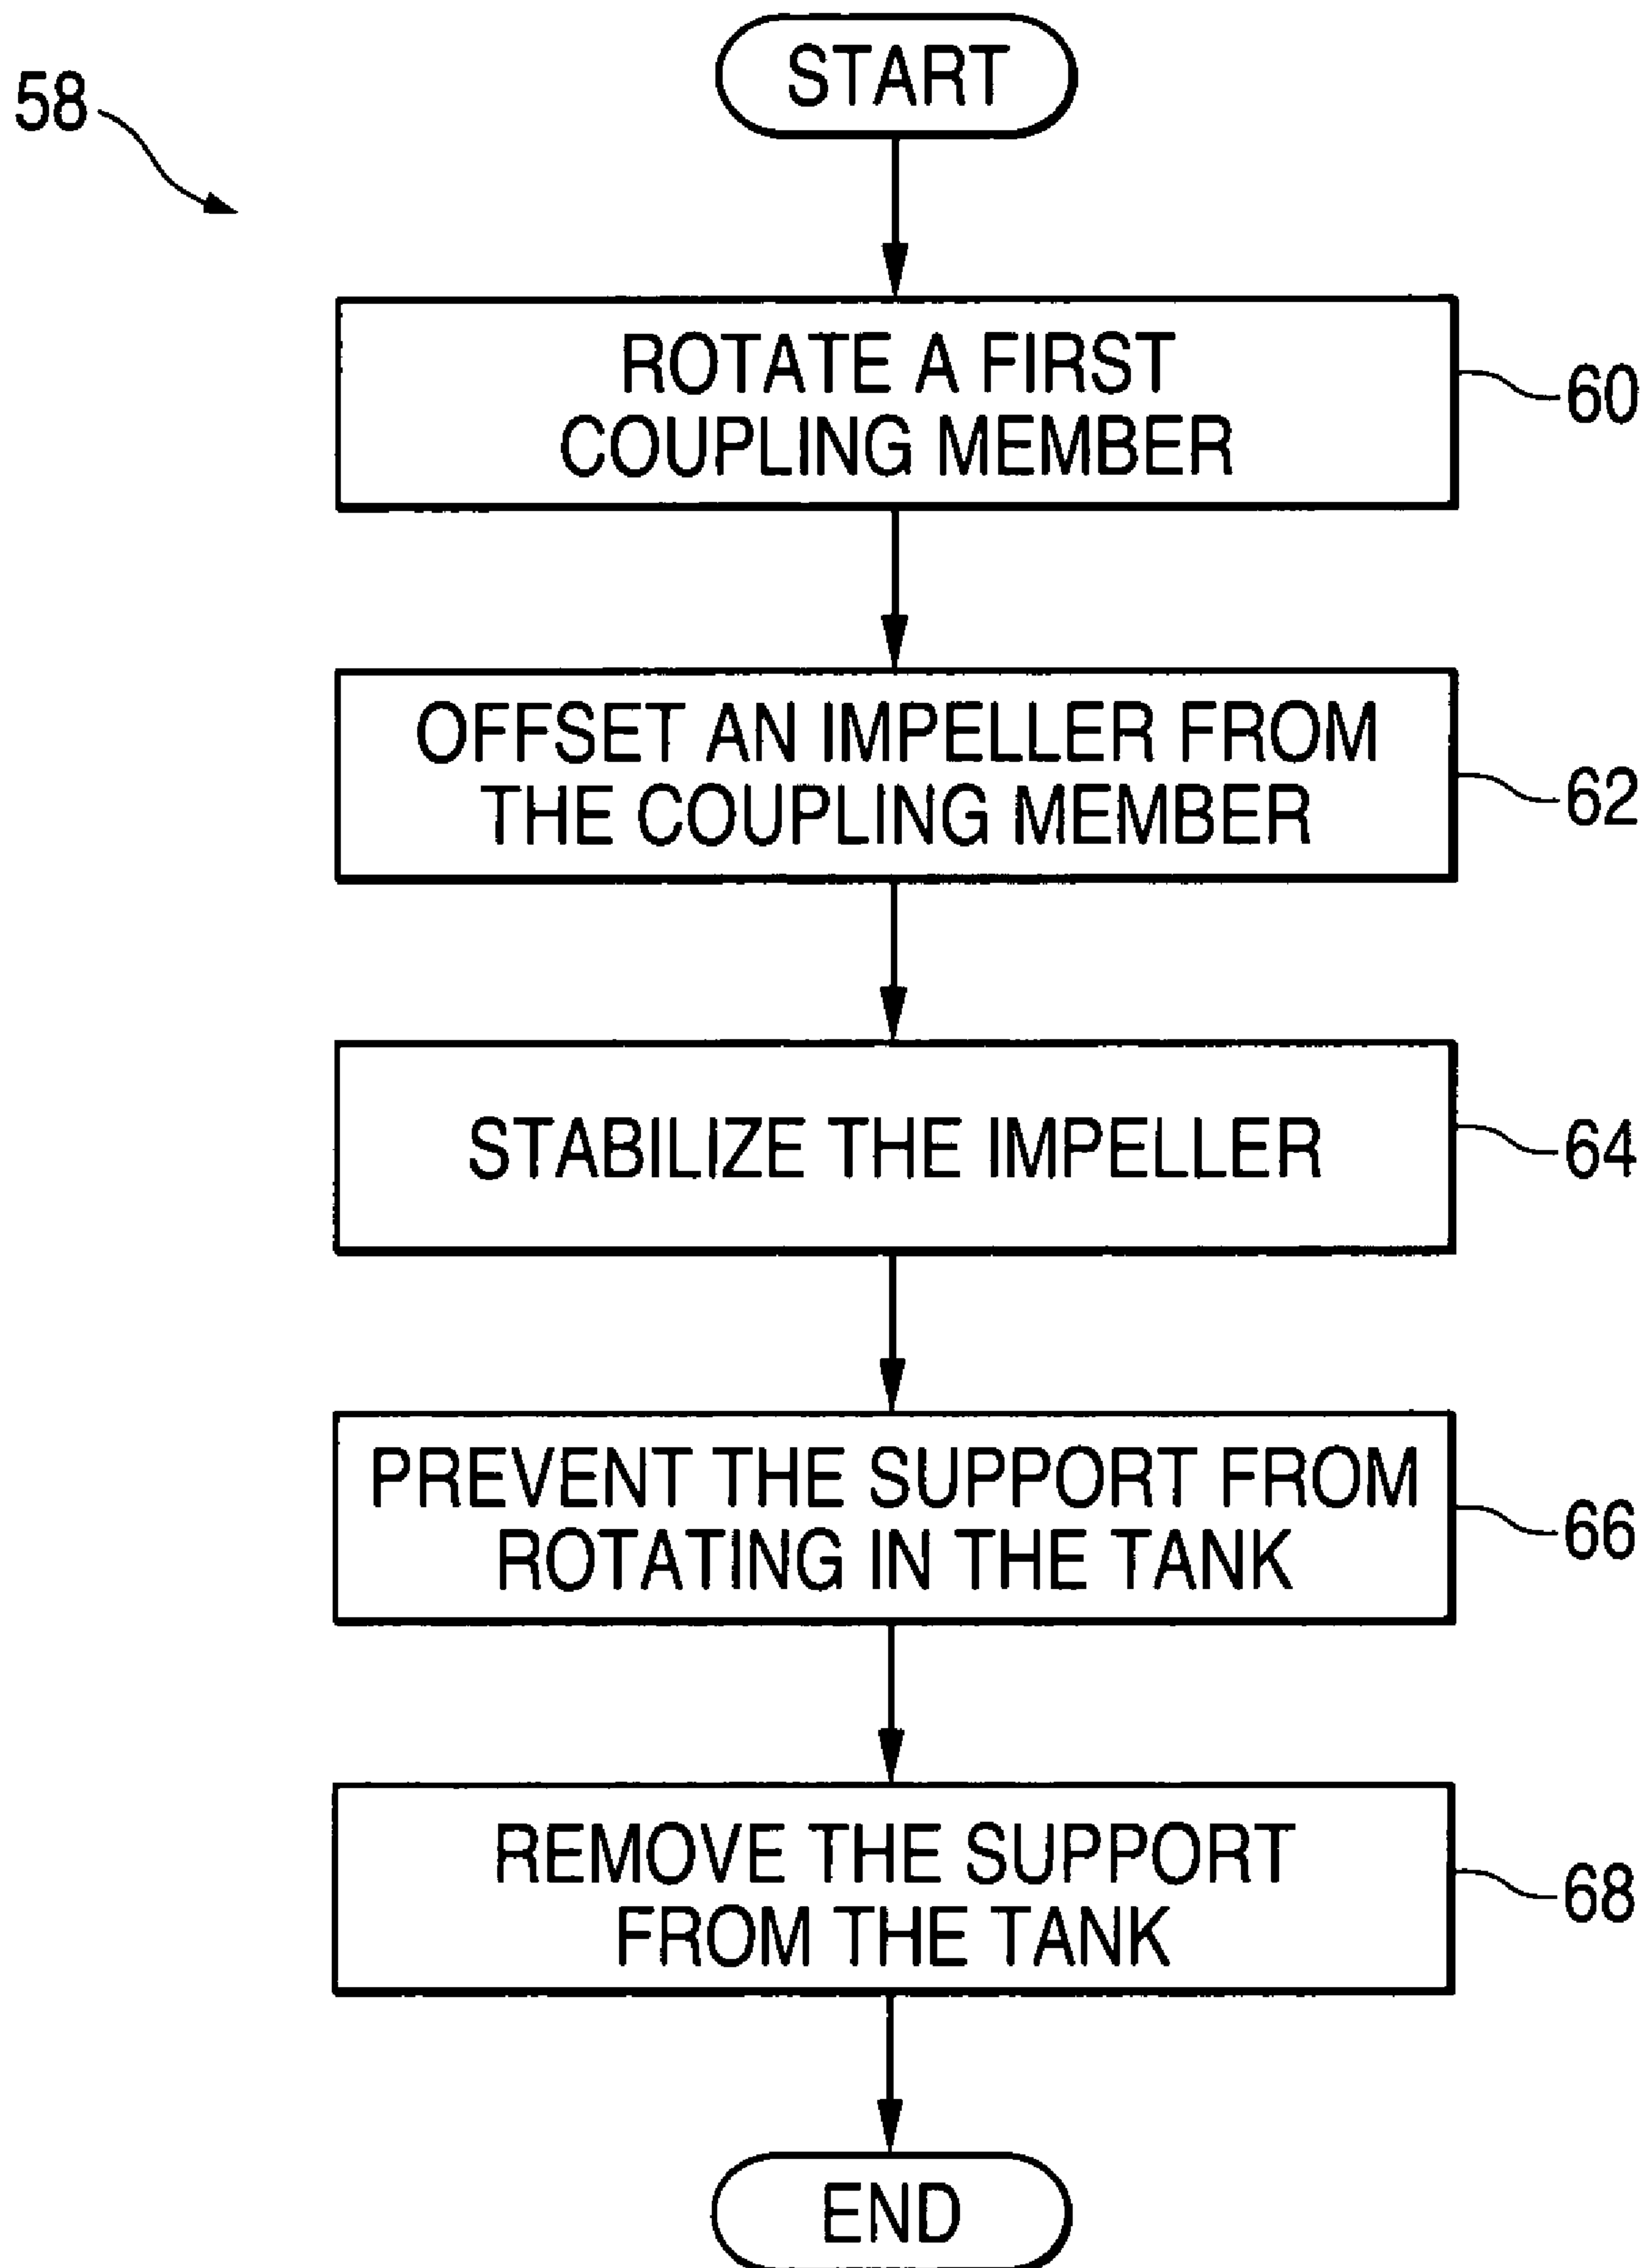 START
58
ROTATE A FIRST
COUPLING MEMBER
60
OFFSET AN IMPELLER FROM
THE COUPLING MEMBER
62
STABILIZE THE IMPELLER
64
PREVENT THE SUPPORT FROM
ROTATING IN THE TANK
66
REMOVE THE SUPPORT
FROM THE TANK
68
END